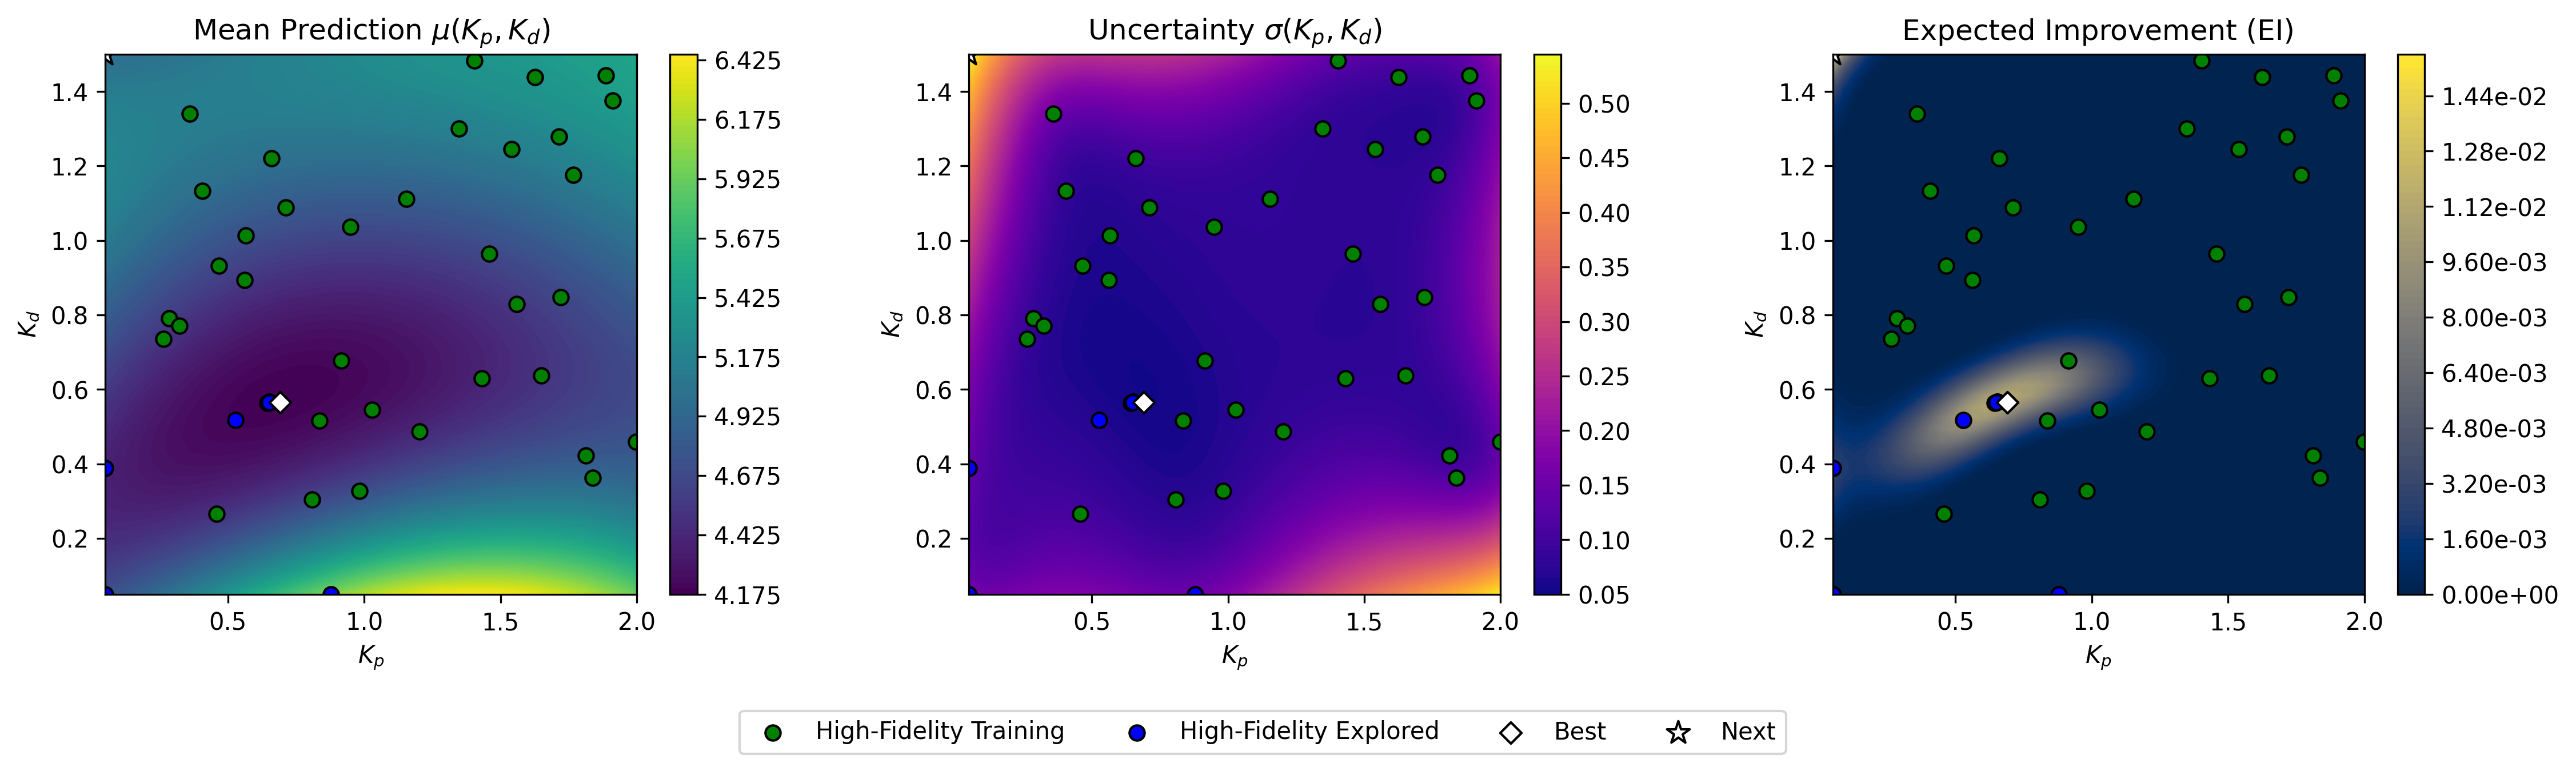 Mean Prediction μ(K_p, K_d)
1.4
1.2
1.0
0.8
0.6
0.4
0.2
K_d
0.5 1.0 1.5 2.0
K_p
6.425
6.175
5.925
5.675
5.425
5.175
4.925
4.675
4.425
4.175
Uncertainty σ(K_p, K_d)
1.4
1.2
1.0
0.8
0.6
0.4
0.2
K_d
0.5 1.0 1.5 2.0
K_p
0.50
0.45
0.40
0.35
0.30
0.25
0.20
0.15
0.10
0.05
Expected Improvement (EI)
1.4
1.2
1.0
0.8
0.6
0.4
0.2
K_d
0.5 1.0 1.5 2.0
K_p
1.44e-02
1.28e-02
1.12e-02
9.60e-03
8.00e-03
6.40e-03
4.80e-03
3.20e-03
1.60e-03
0.00e+00
High-Fidelity Training High-Fidelity Explored Best Next